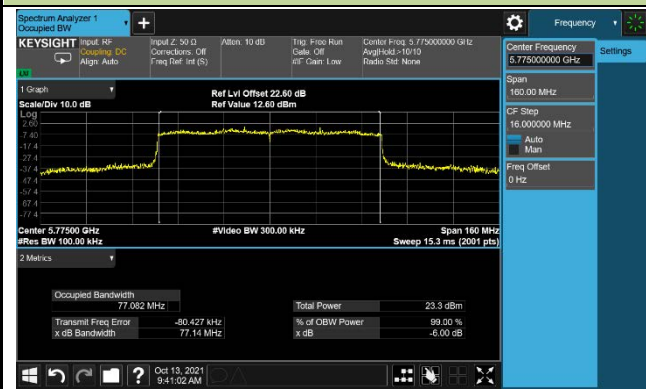 Spectrum Analyzer 1
Occupied BW
Frequency
KEYSIGHT
Input: RF
Coupling: DC
Align: Auto
Input Z: 50 Ω
Corrections: Off
Freq Ref: Int (S)
Atten: 10 dB
Trig: Free Run
Gate: Off
#IF Gain: Low
Center Freq: 5.775000000 GHz
Avg|Hold:>10/10
Radio Std: None
Center Frequency
5.775000000 GHz
Settings
Span
160.00 MHz
CF Step
16.000000 MHz
Auto
Man
Freq Offset
0 Hz
1 Graph
Scale/Div 10.0 dB
Ref Lvl Offset 22.60 dB
Ref Value 12.60 dBm
Log
2.60
-7.40
-17.4
-27.4
-37.4
-47.4
-57.4
-67.4
-77.4
Center 5.77500 GHz
#Video BW 300.00 kHz
Span 160 MHz
#Res BW 100.00 kHz
Sweep 15.3 ms (2001 pts)
2 Metrics
Occupied Bandwidth
77.082 MHz
Total Power 23.3 dBm
Transmit Freq Error -80.427 kHz
% of OBW Power 99.00 %
x dB Bandwidth 77.14 MHz
x dB -6.00 dB
Oct 13, 2021
9:41:02 AM